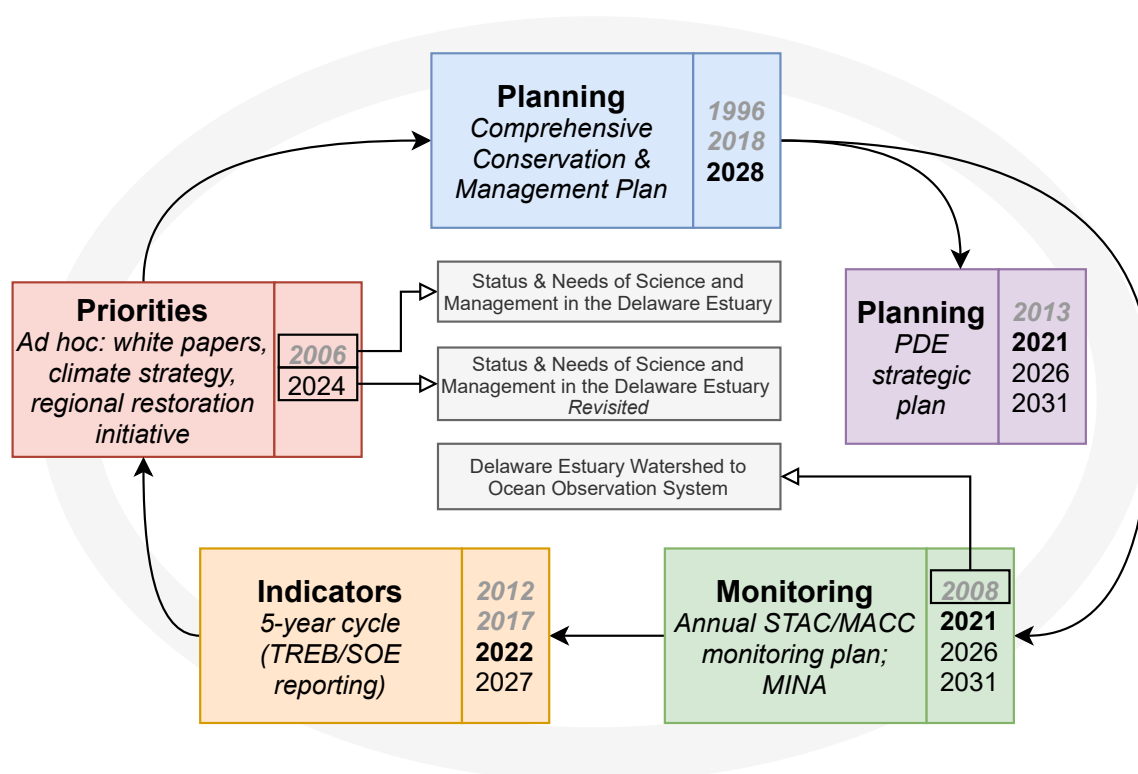 Planning
Comprehensive
Conservation &
Management Plan
1996
2018
2028
Priorities
Ad hoc: white papers,
climate strategy,
regional restoration
initiative
2006
2024
Status & Needs of Science and
Management in the Delaware Estuary
Status & Needs of Science and
Management in the Delaware Estuary
Revisited
Delaware Estuary Watershed to
Ocean Observation System
Planning
PDE
strategic
plan
2013
2021
2026
2031
Indicators
5-year cycle
(TREB/SOE
reporting)
2012
2017
2022
2027
Monitoring
Annual STAC/MACC
monitoring plan;
MINA
2008
2021
2026
2031